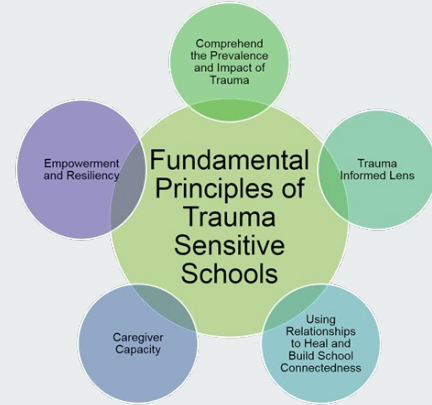 Comprehend
the Prevalence
and Impact of
Trauma
Empowerment
and Resiliency
Fundamental
Principles of
Trauma
Sensitive
Schools
Trauma
Informed Lens
Caregiver
Capacity
Using
Relationships
to Heal and
Build School
Connectedness